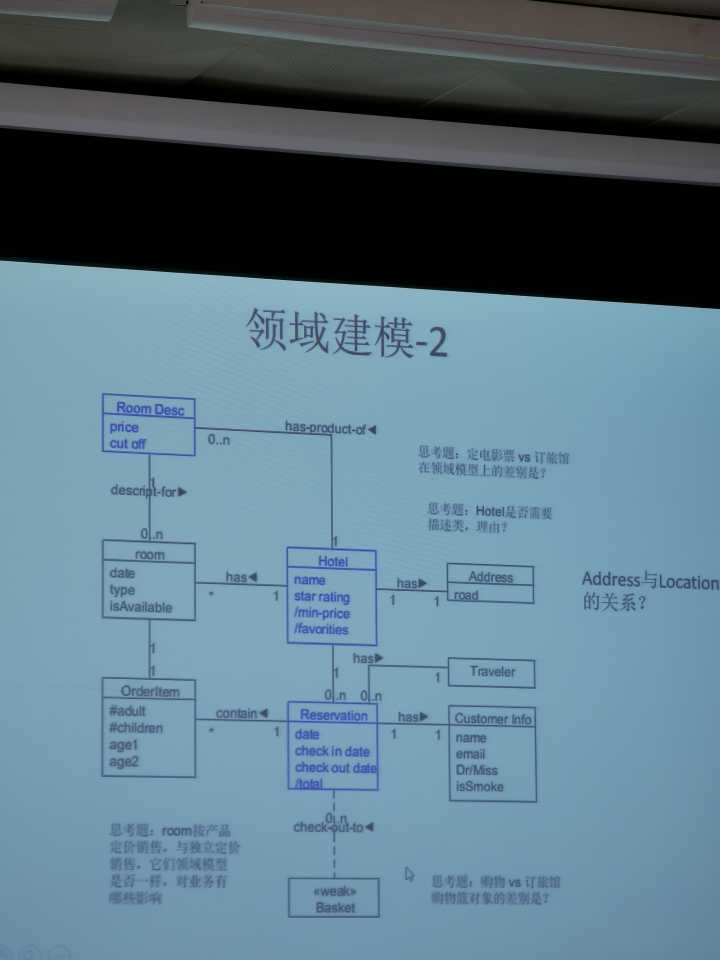 领域建模-2
Room Desc
price
cut off
has-product-of◀
0..n
思考题：定电影票 vs 订旅馆
在领域模型上的差别是？
1
descript-for▶
思考题：Hotel是否需要
描述类，理由？
0..n
1
room
date
type
isAvailable
has◀
*
1
Hotel
name
star rating
/min-price
/favorities
has▶
1
1
Address
road
Address与Location
的关系？
1
1
1
has▶
0..n
0..n
1
Traveler
OrderItem
#adult
#children
age1
age2
contain◀
*
1
Reservation
date
check in date
check out date
/total
has▶
1
1
Customer Info
name
email
Dr/Miss
isSmoke
0..n
check-out-to◀
思考题：room按产品
定价销售，与独立定价
销售，它们领域模型
是否一样，对业务有
哪些影响
«weak»
Basket
思考题：购物 vs 订旅馆
购物篮对象的差别是？